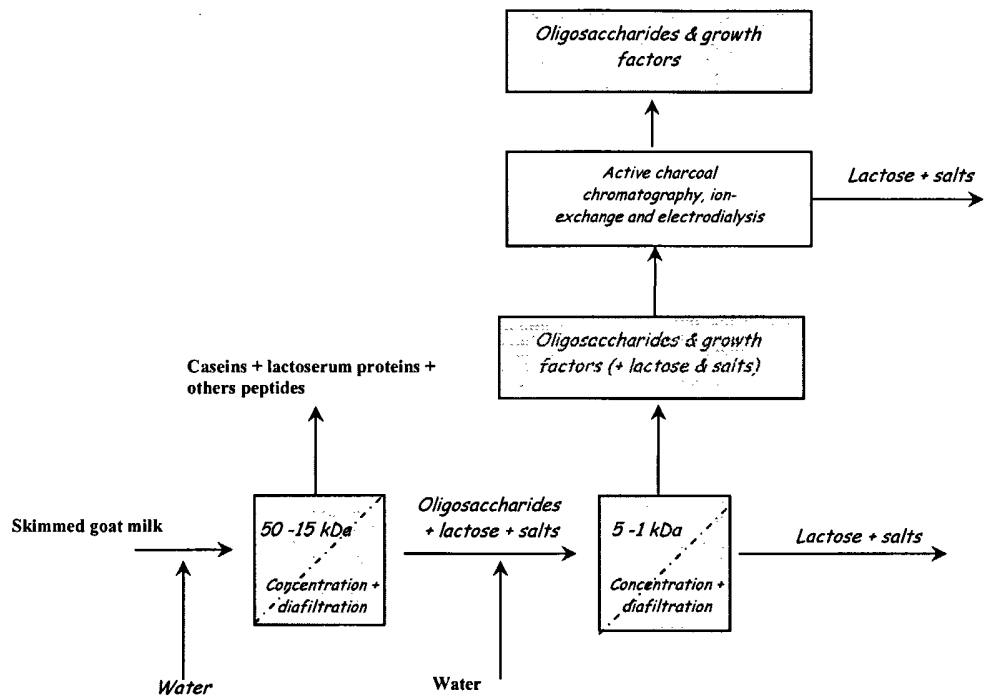 Oligosaccharides & growth
factors
Active charcoal
chromatography, ion-
exchange and electrodialysis
Lactose + salts
Oligosaccharides & growth
factors (+ lactose & salts)
Caseins + lactoserum proteins +
others peptides
Skimmed goat milk
50 -15 kDa
Concentration +
diafiltration
Oligosaccharides
+ lactose + salts
5 -1 kDa
Concentration +
diafiltration
Lactose + salts
Water
Water